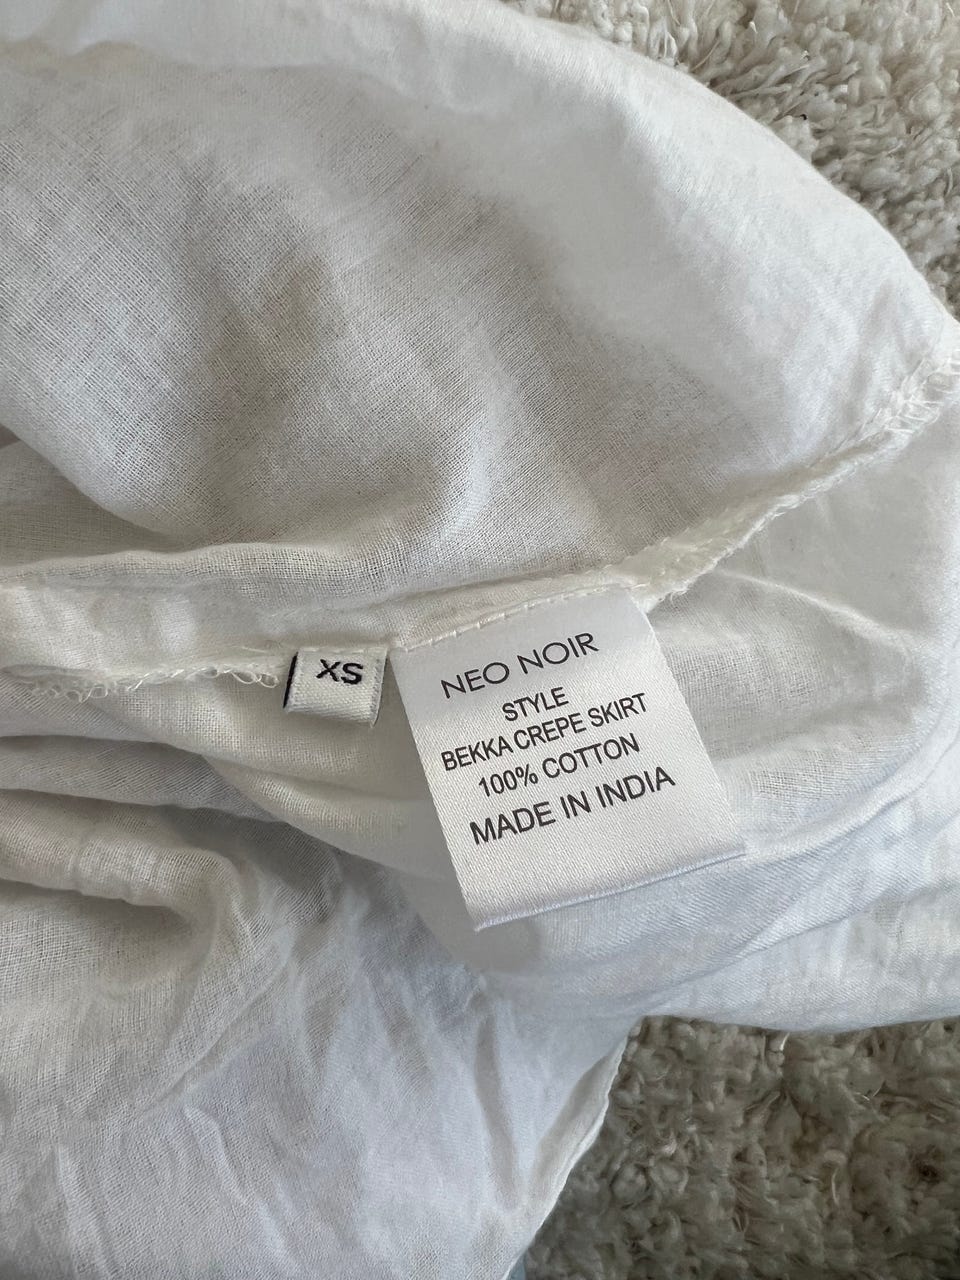 XS
NEO NOIR
STYLE
BEKKA CREPE SKIRT
100% COTTON
MADE IN INDIA